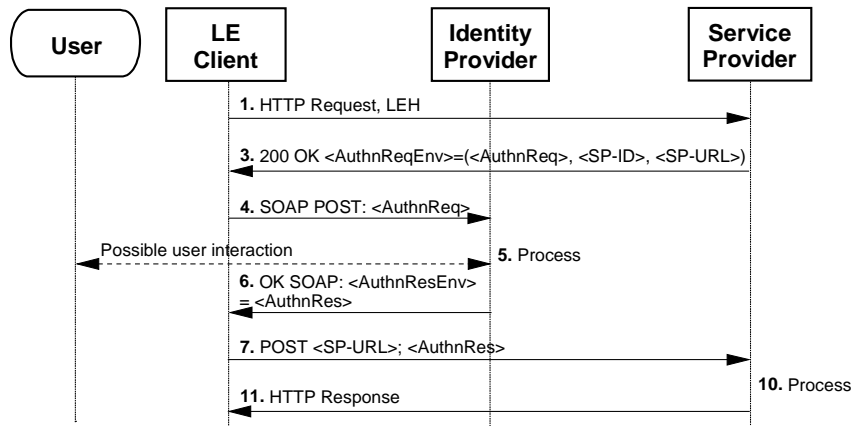 User
LE
Client
Identity
Provider
Service
Provider
1. HTTP Request, LEH
3. 200 OK <AuthnReqEnv>=(<AuthnReq>, <SP-ID>, <SP-URL>)
4. SOAP POST: <AuthnReq>
Possible user interaction
5. Process
6. OK SOAP: <AuthnResEnv>
= <AuthnRes>
7. POST <SP-URL>; <AuthnRes>
10. Process
11. HTTP Response